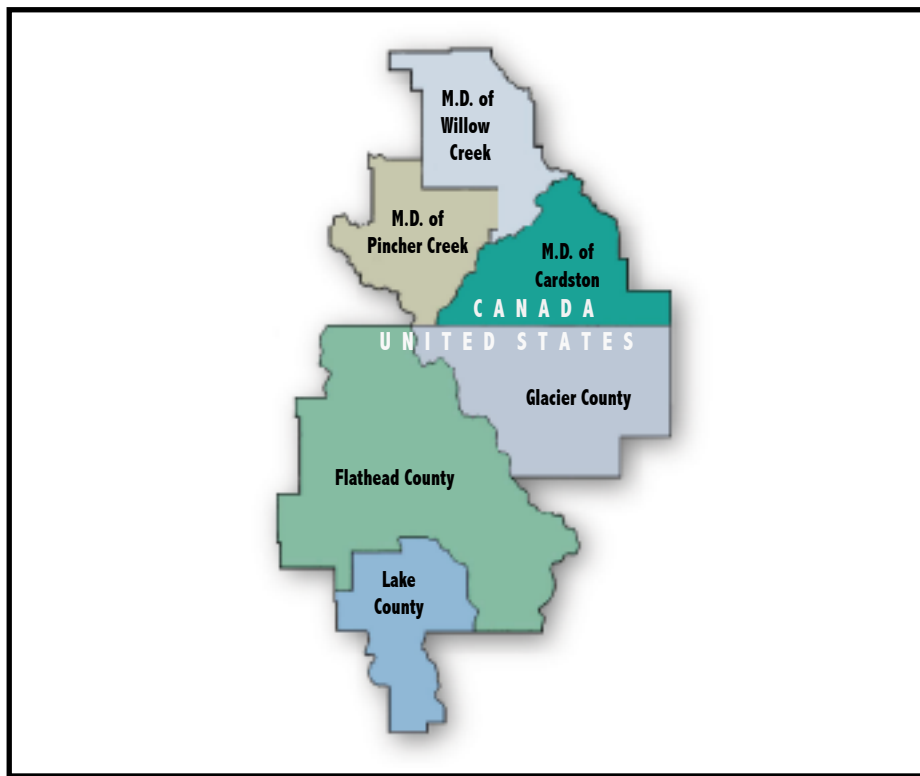 M.D. of
Willow
Creek
M.D. of
Pincher Creek
M.D. of
Cardston
CANADA
UNITED STATES
Glacier County
Flathead County
Lake
County